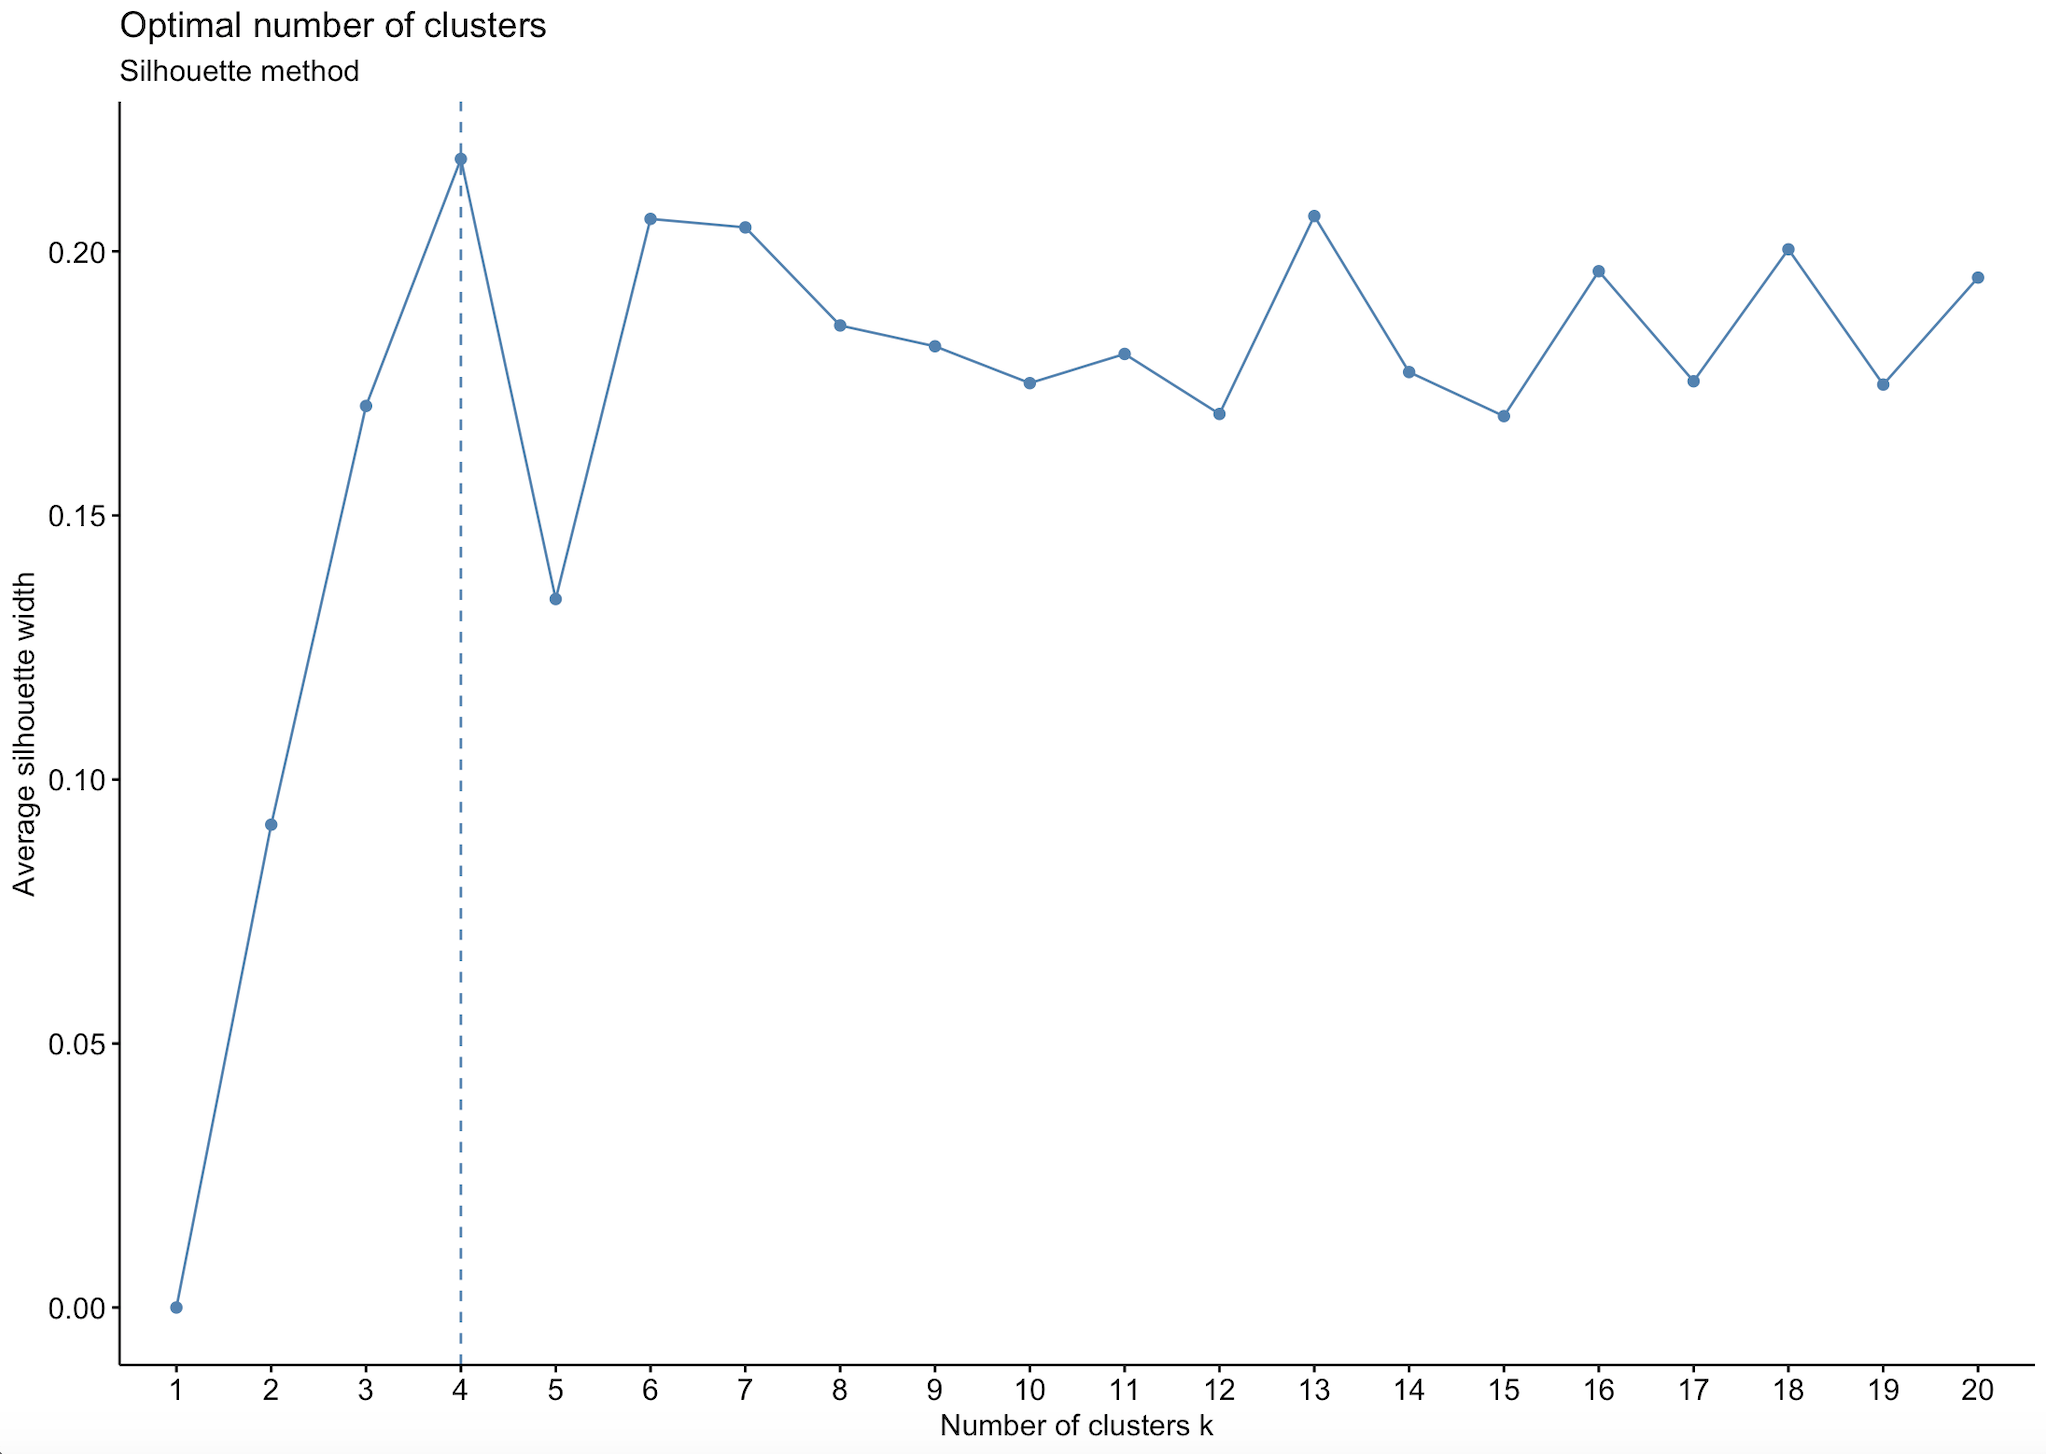 Optimal number of clusters
Silhouette method
Average silhouette width
0.20
0.15
0.10
0.05
0.00
1 2 3 4 5 6 7 8 9 10 11 12 13 14 15 16 17 18 19 20
Number of clusters k